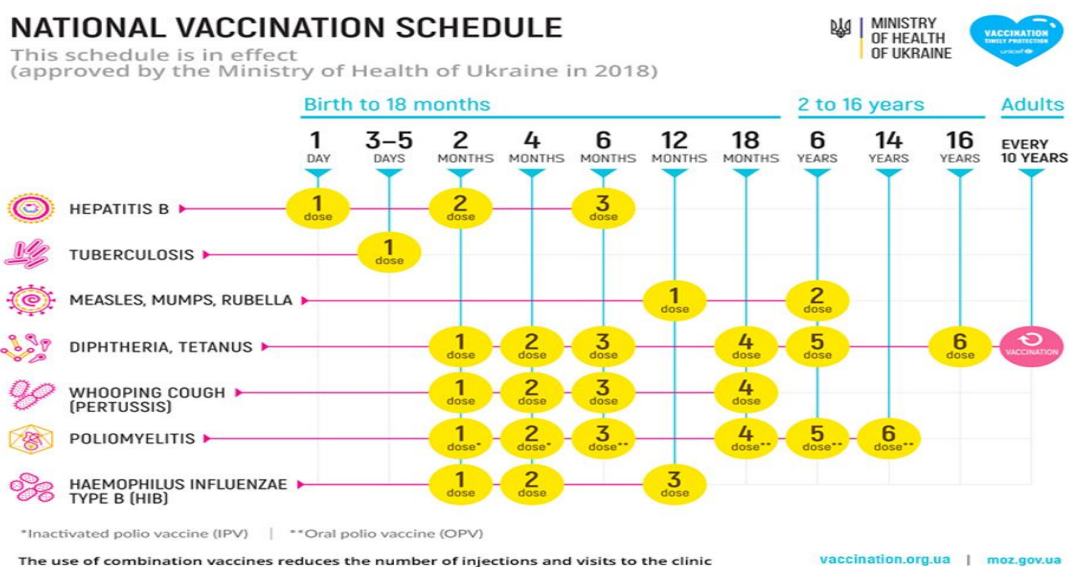 NATIONAL VACCINATION SCHEDULE
This schedule is in effect
(approved by the Ministry of Health of Ukraine in 2018)
MINISTRY
OF HEALTH
OF UKRAINE
VACCINATION
TIMELY PROTECTION
unicef
Birth to 18 months
2 to 16 years
Adults
1 3–5 2 4 6 12 18 6 14 16 EVERY
DAY DAYS MONTHS MONTHS MONTHS MONTHS MONTHS YEARS YEARS YEARS 10 YEARS
HEPATITIS B 1 2 3
dose dose dose
TUBERCULOSIS 1
dose
MEASLES, MUMPS, RUBELLA 1 2
dose dose
DIPHTHERIA, TETANUS 1 2 3 4 5 6
dose dose dose dose dose dose VACCINATION
WHOOPING COUGH 1 2 3 4
(PERTUSSIS) dose dose dose dose
POLIOMYELITIS 1 2 3 4 5 6
dose* dose* dose** dose** dose** dose**
HAEMOPHILUS INFLUENZAE 1 2 3
TYPE B (HIB) dose dose dose
*Inactivated polio vaccine (IPV) | **Oral polio vaccine (OPV)
The use of combination vaccines reduces the number of injections and visits to the clinic
vaccination.org.ua | moz.gov.ua